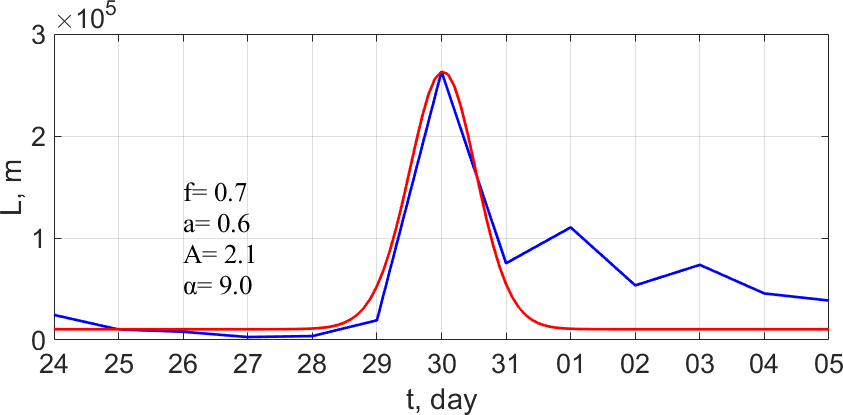 ×10⁵
3
2
1
0
L, m
f= 0.7
a= 0.6
A= 2.1
α= 9.0
24 25 26 27 28 29 30 31 01 02 03 04 05
t, day